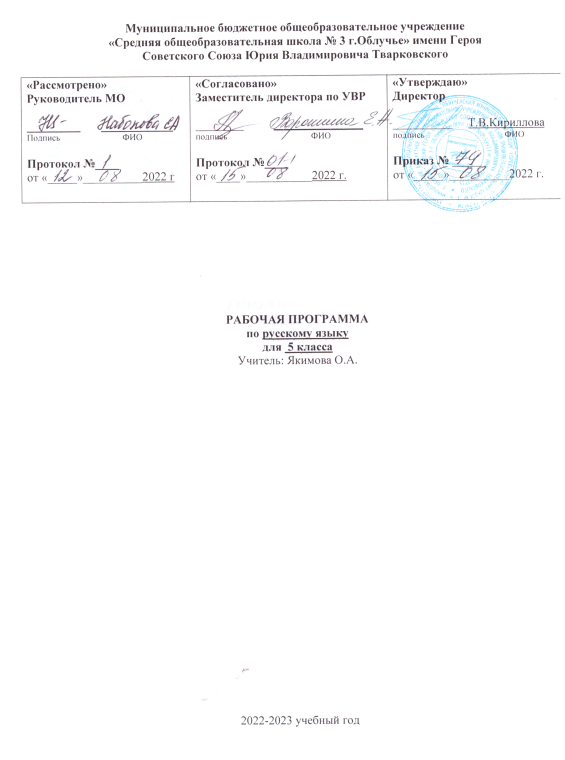 Муниципальное бюджетное общеобразовательное учреждение
«Средняя общеобразовательная школа № 3 г.Облучье» имени Героя
Советского Союза Юрия Владимировича Тварковского
«Рассмотрено»
Руководитель МО
Набокова ЕА
Подпись ФИО
Протокол № 1
от « 12 » 08 2022 г
«Согласовано»
Заместитель директора по УВР
Е.Н.
подпись ФИО
Протокол № 01-1
от « 15 » 08 2022 г.
«Утверждаю»
Директор
Т.В.Кириллова
подпись ФИО
Приказ № 74
от « 15 » 08 2022 г.
РАБОЧАЯ ПРОГРАММА
по русскому языку
для 5 класса
Учитель: Якимова О.А.
2022-2023 учебный год